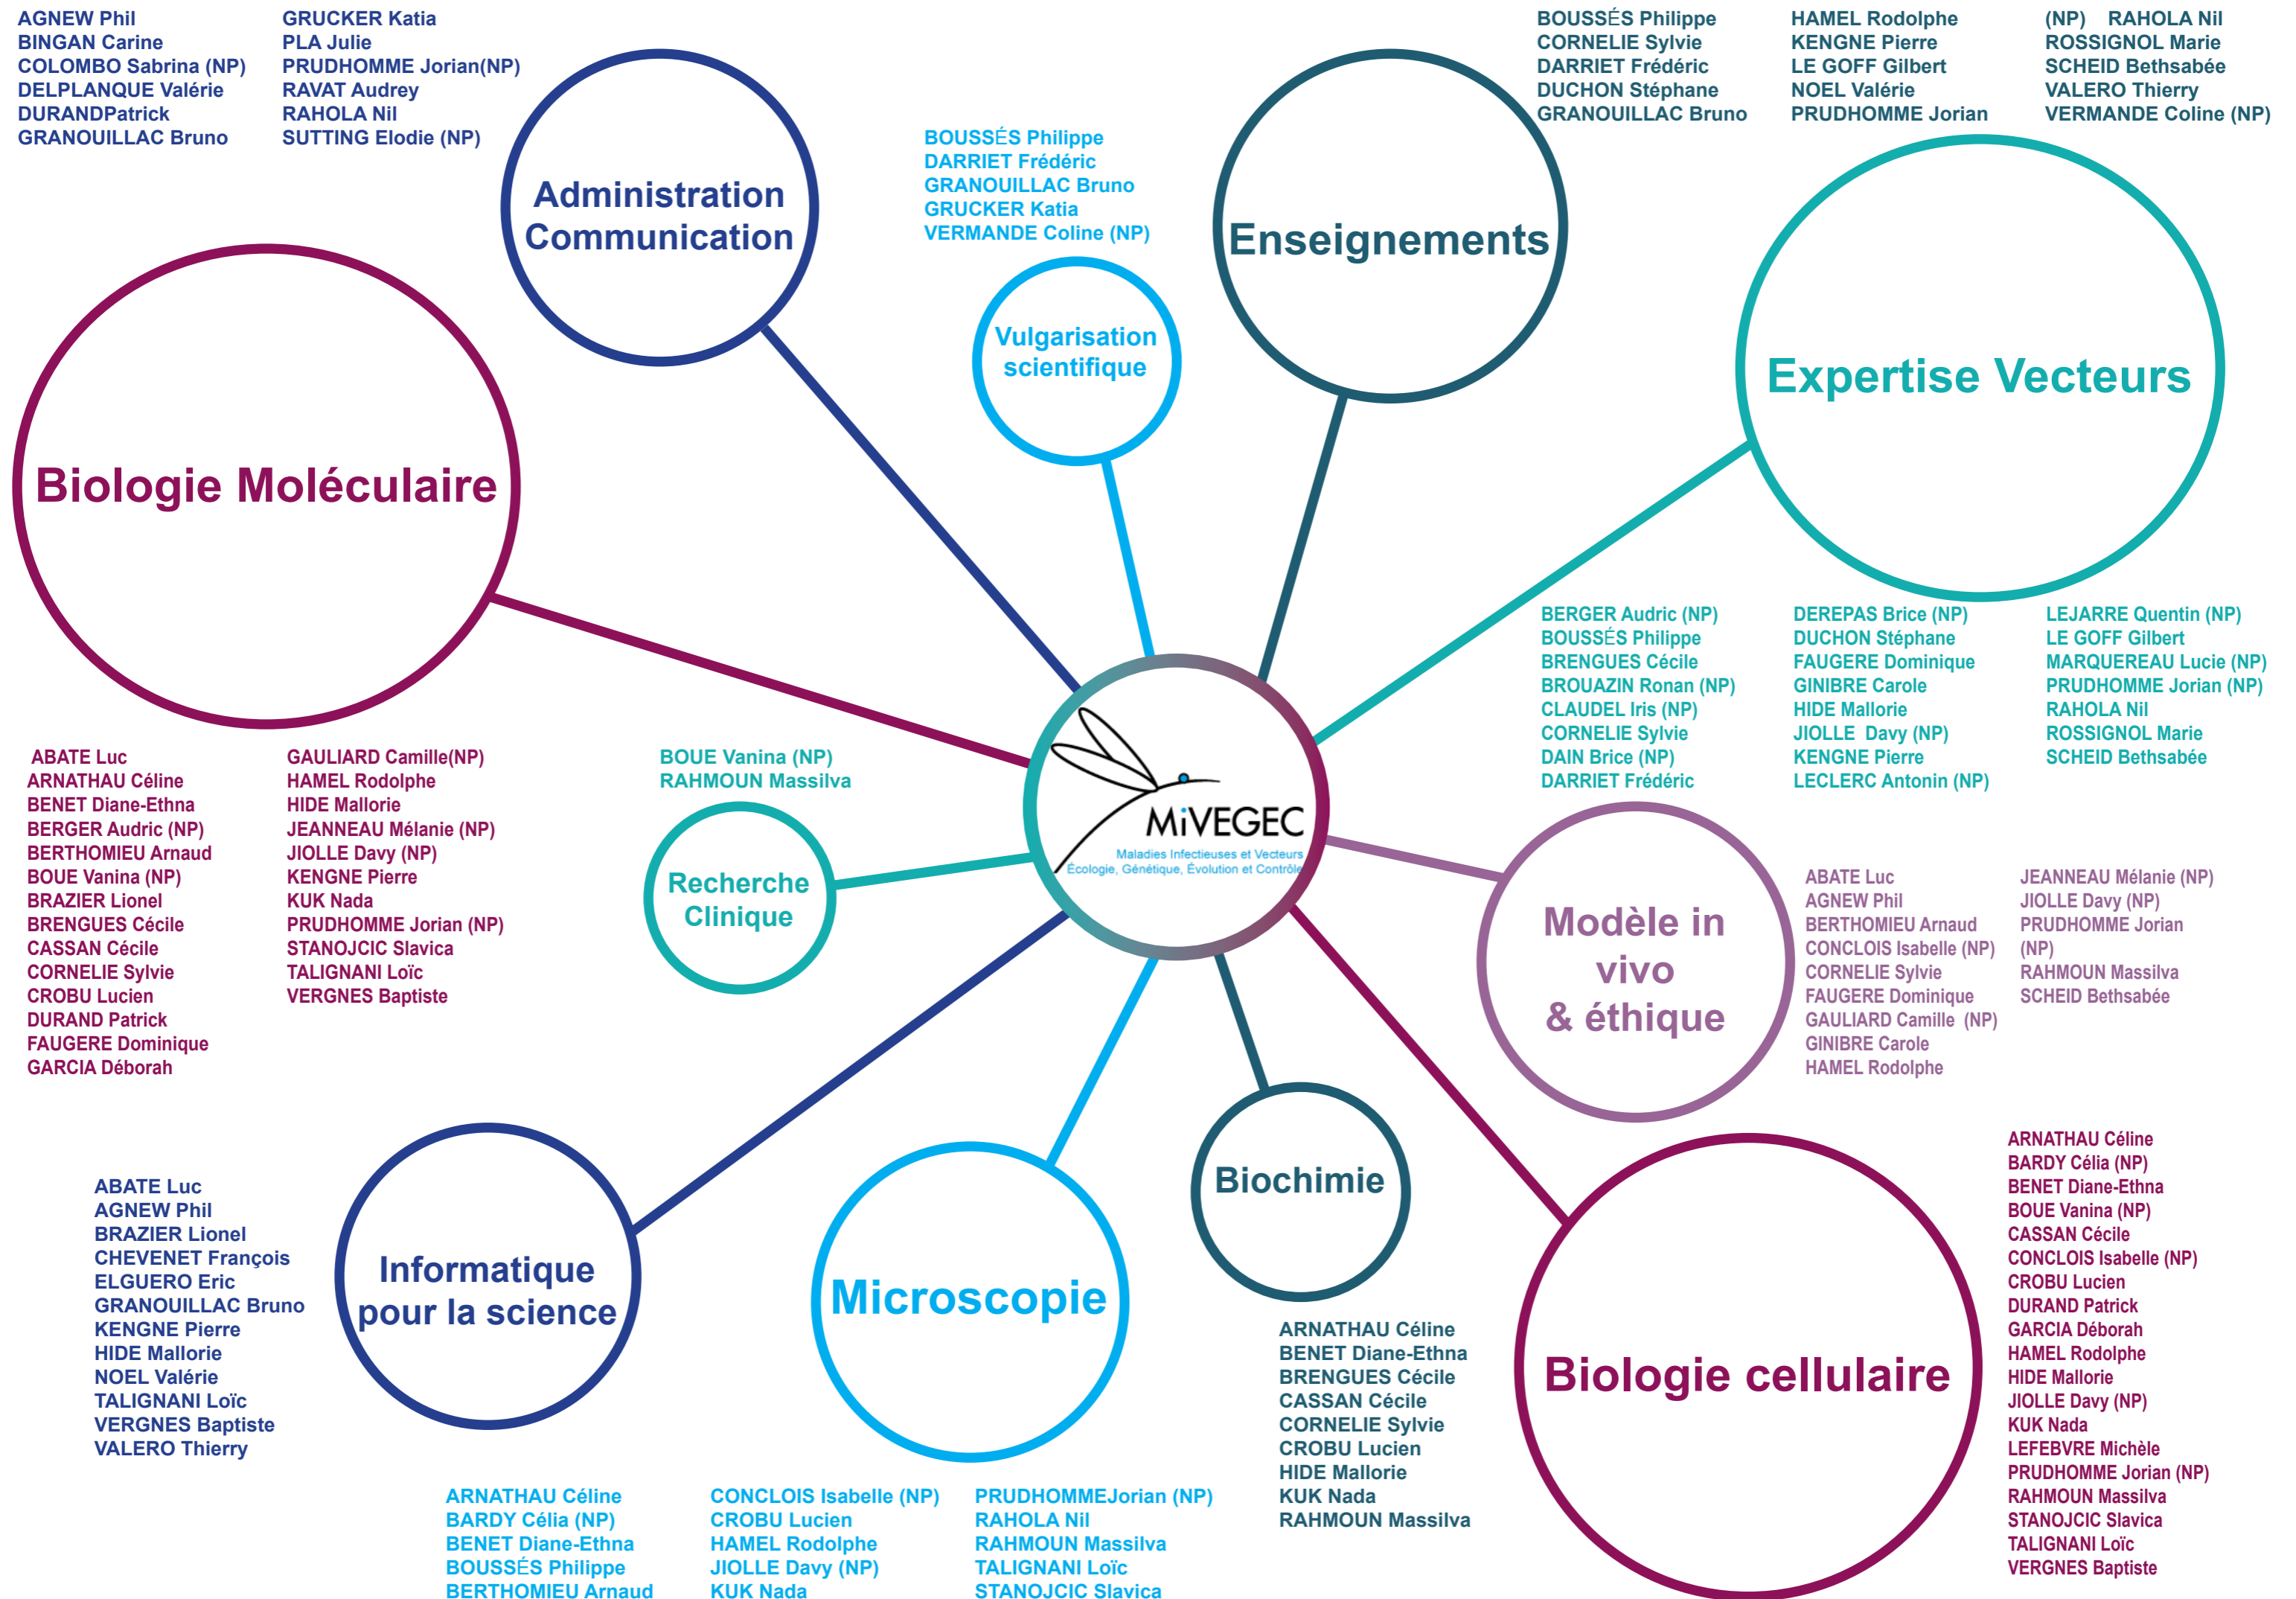 AGNEW Phil
BINGAN Carine
COLOMBO Sabrina (NP)
DELPLANQUE Valérie
DURANDPatrick
GRANOUILLAC Bruno
GRUCKER Katia
PLA Julie
PRUDHOMME Jorian(NP)
RAVAT Audrey
RAHOLA Nil
SUTTING Elodie (NP)
Administration
Communication
BOUSSÉS Philippe
DARRIET Frédéric
GRANOUILLAC Bruno
GRUCKER Katia
VERMANDE Coline (NP)
Vulgarisation
scientifique
BOUSSÉS Philippe
CORNELIE Sylvie
DARRIET Frédéric
DUCHON Stéphane
GRANOUILLAC Bruno
HAMEL Rodolphe
KENGNE Pierre
LE GOFF Gilbert
NOEL Valérie
PRUDHOMME Jorian
(NP) RAHOLA Nil
ROSSIGNOL Marie
SCHEID Bethsabée
VALERO Thierry
VERMANDE Coline (NP)
Enseignements
Expertise Vecteurs
BERGER Audric (NP)
BOUSSÉS Philippe
BRENGUES Cécile
BROUAZIN Ronan (NP)
CLAUDEL Iris (NP)
CORNELIE Sylvie
DAIN Brice (NP)
DARRIET Frédéric
DEREPAS Brice (NP)
DUCHON Stéphane
FAUGERE Dominique
GINIBRE Carole
HIDE Mallorie
JIOLLE Davy (NP)
KENGNE Pierre
LECLERC Antonin (NP)
LEJARRE Quentin (NP)
LE GOFF Gilbert
MARQUEREAU Lucie (NP)
PRUDHOMME Jorian (NP)
RAHOLA Nil
ROSSIGNOL Marie
SCHEID Bethsabée
Biologie Moléculaire
ABATE Luc
ARNATHAU Céline
BENET Diane-Ethna
BERGER Audric (NP)
BERTHOMIEU Arnaud
BOUE Vanina (NP)
BRAZIER Lionel
BRENGUES Cécile
CASSAN Cécile
CORNELIE Sylvie
CROBU Lucien
DURAND Patrick
FAUGERE Dominique
GARCIA Déborah
GAULIARD Camille(NP)
HAMEL Rodolphe
HIDE Mallorie
JEANNEAU Mélanie (NP)
JIOLLE Davy (NP)
KENGNE Pierre
KUK Nada
PRUDHOMME Jorian (NP)
STANOJCIC Slavica
TALIGNANI Loïc
VERGNES Baptiste
BOUE Vanina (NP)
RAHMOUN Massilva
Recherche
Clinique
MiVEGEC
Maladies Infectieuses et Vecteurs
Écologie, Génétique, Évolution et Contrôle
Modèle in
vivo
& éthique
ABATE Luc
AGNEW Phil
BERTHOMIEU Arnaud
CONCLOIS Isabelle (NP)
CORNELIE Sylvie
FAUGERE Dominique
GAULIARD Camille (NP)
GINIBRE Carole
HAMEL Rodolphe
JEANNEAU Mélanie (NP)
JIOLLE Davy (NP)
PRUDHOMME Jorian
(NP)
RAHMOUN Massilva
SCHEID Bethsabée
ABATE Luc
AGNEW Phil
BRAZIER Lionel
CHEVENET François
ELGUERO Eric
GRANOUILLAC Bruno
KENGNE Pierre
HIDE Mallorie
NOEL Valérie
TALIGNANI Loïc
VERGNES Baptiste
VALERO Thierry
Informatique
pour la science
Microscopie
ARNATHAU Céline
BARDY Célia (NP)
BENET Diane-Ethna
BOUSSÉS Philippe
BERTHOMIEU Arnaud
CONCLOIS Isabelle (NP)
CROBU Lucien
HAMEL Rodolphe
JIOLLE Davy (NP)
KUK Nada
PRUDHOMMEJorian (NP)
RAHOLA Nil
RAHMOUN Massilva
TALIGNANI Loïc
STANOJCIC Slavica
Biochimie
ARNATHAU Céline
BENET Diane-Ethna
BRENGUES Cécile
CASSAN Cécile
CORNELIE Sylvie
CROBU Lucien
HIDE Mallorie
KUK Nada
RAHMOUN Massilva
Biologie cellulaire
ARNATHAU Céline
BARDY Célia (NP)
BENET Diane-Ethna
BOUE Vanina (NP)
CASSAN Cécile
CONCLOIS Isabelle (NP)
CROBU Lucien
DURAND Patrick
GARCIA Déborah
HAMEL Rodolphe
HIDE Mallorie
JIOLLE Davy (NP)
KUK Nada
LEFEBVRE Michèle
PRUDHOMME Jorian (NP)
RAHMOUN Massilva
STANOJCIC Slavica
TALIGNANI Loïc
VERGNES Baptiste